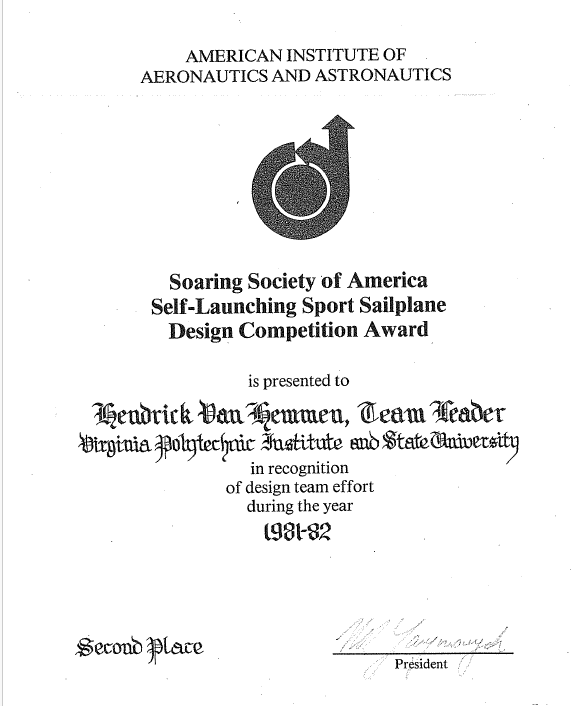 AMERICAN INSTITUTE OF
AERONAUTICS AND ASTRONAUTICS
Soaring Society of America
Self-Launching Sport Sailplane
Design Competition Award
is presented to
Hendrick Van Hemmen, Team Leader
Virginia Polytechnic Institute and State University
in recognition
of design team effort
during the year
1981-82
Second Place
President